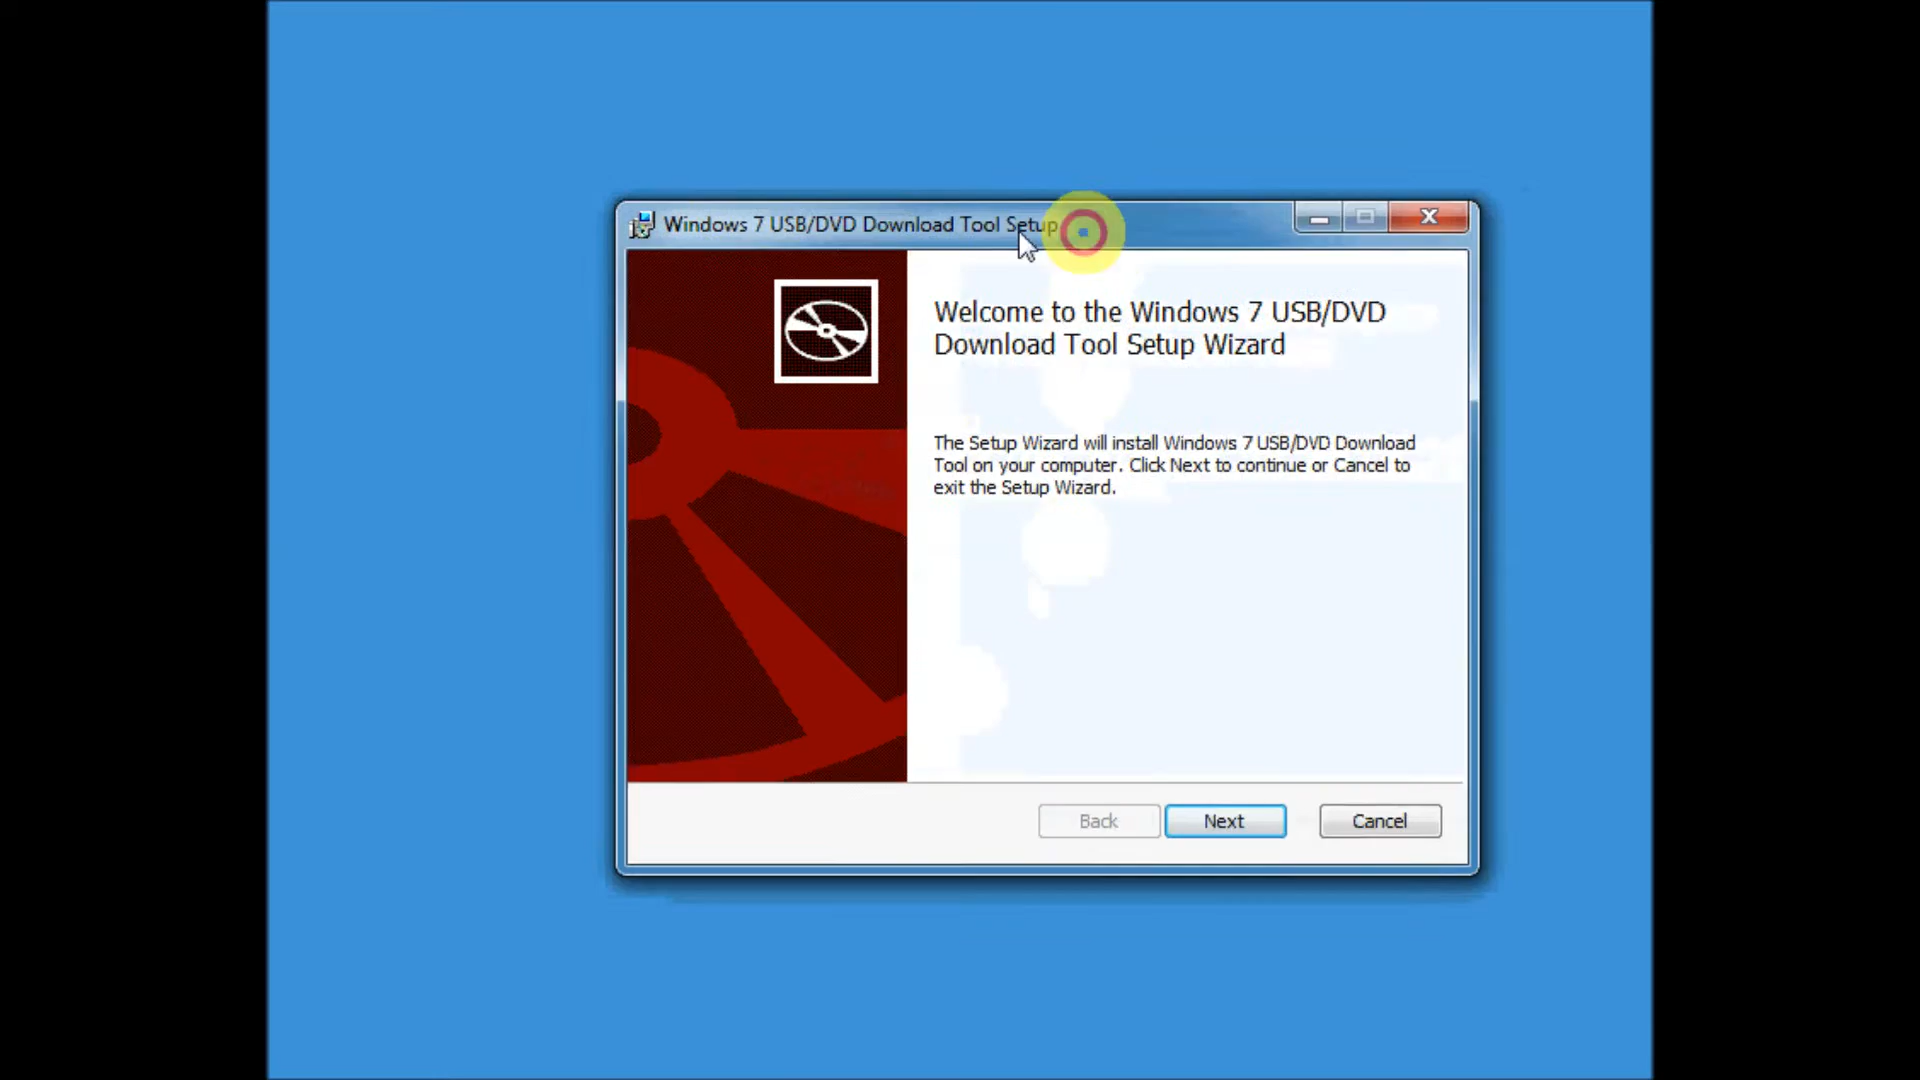 Windows 7 USB/DVD Download Tool Setup
Welcome to the Windows 7 USB/DVD
Download Tool Setup Wizard
The Setup Wizard will install Windows 7 USB/DVD Download
Tool on your computer. Click Next to continue or Cancel to
exit the Setup Wizard.
Back Next Cancel